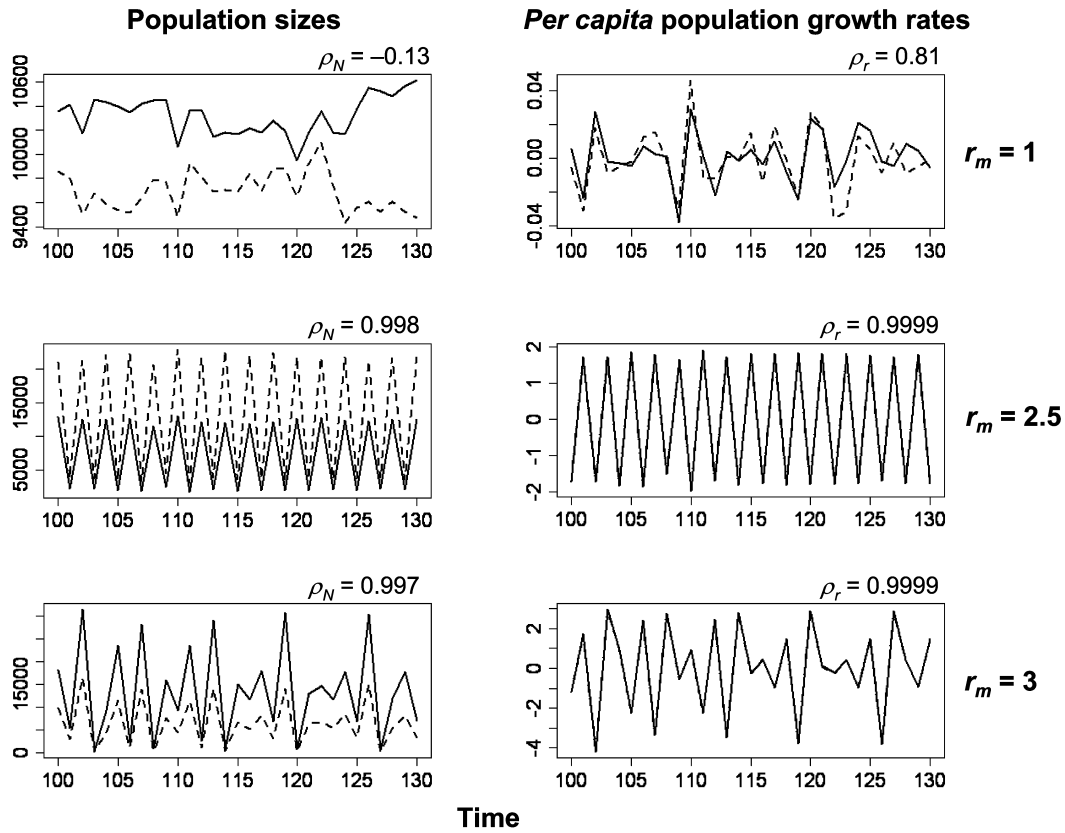 Population sizes
Per capita population growth rates
ρN = –0.13
ρr = 0.81
10600
10000
9400
0.04
0.00
-0.04
rm = 1
100 105 110 115 120 125 130
100 105 110 115 120 125 130
ρN = 0.998
ρr = 0.9999
15000
5000
2
1
0
-1
-2
rm = 2.5
100 105 110 115 120 125 130
100 105 110 115 120 125 130
ρN = 0.997
ρr = 0.9999
15000
0
2
0
-2
-4
rm = 3
100 105 110 115 120 125 130
100 105 110 115 120 125 130
Time